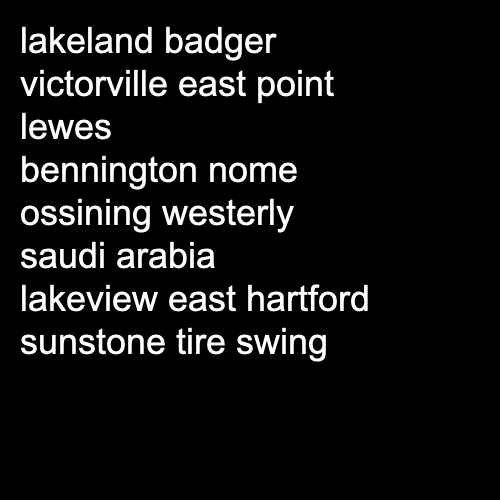 lakeland badger
victorville east point
lewes
bennington nome
ossining westerly
saudi arabia
lakeview east hartford
sunstone tire swing